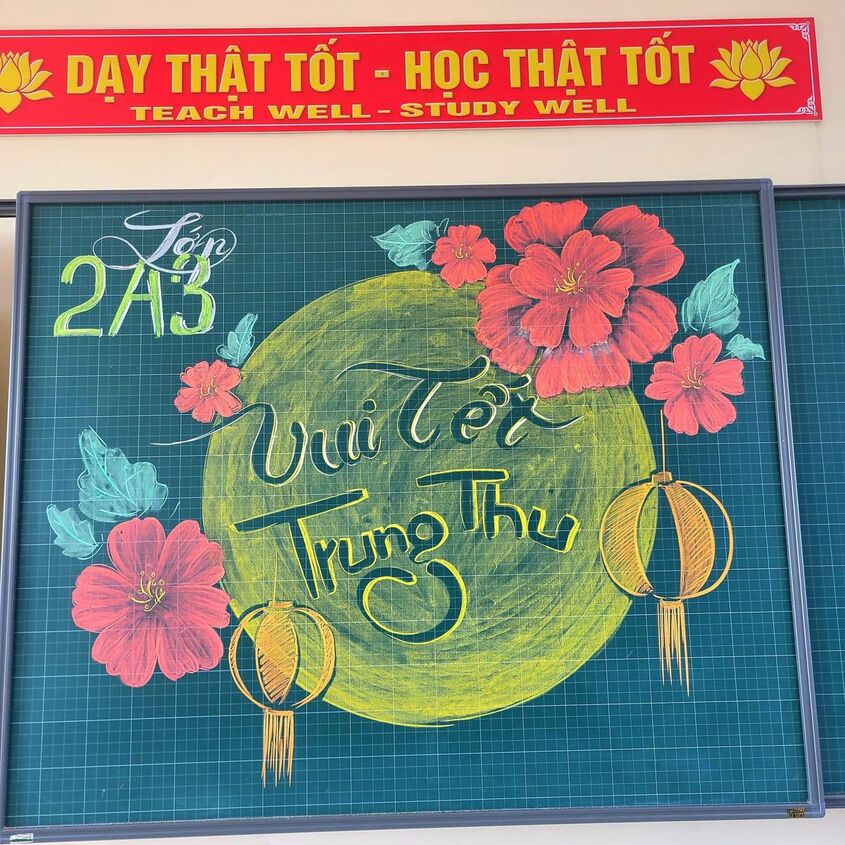 DẠY THẬT TỐT - HỌC THẬT TỐT
TEACH WELL - STUDY WELL
Lớp
2A3
Vui Tết
Trung Thu